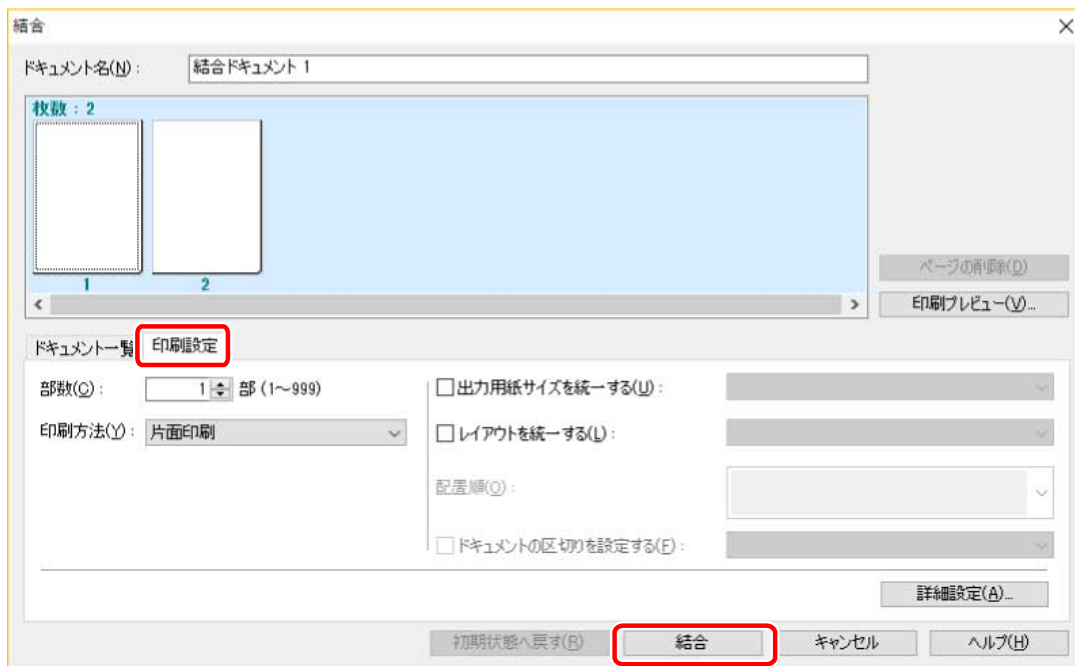 結合
ドキュメント名(N): 結合ドキュメント 1
枚数 : 2
1 2
ページの削除(D)
印刷プレビュー(V)...
ドキュメント一覧 印刷設定
部数(C): 1 部 (1~999)
印刷方法(Y): 片面印刷
出力用紙サイズを統一する(U):
レイアウトを統一する(L):
配置順(O):
ドキュメントの区切りを設定する(F):
詳細設定(A)...
初期状態へ戻す(R) 結合 キャンセル ヘルプ(H)